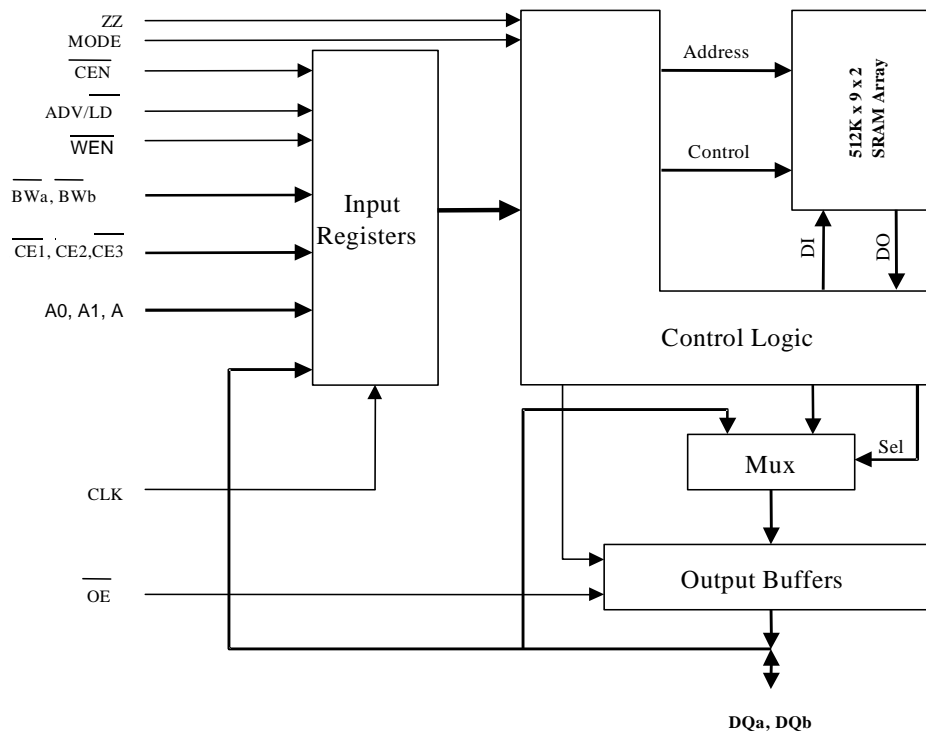 ZZ
MODE
CEN
ADV/LD
WEN
BWa, BWb
CE1, CE2,CE3
A0, A1, A
CLK
OE
Input
Registers
Address
Control
512K x 9 x 2
SRAM Array
DI
DO
Control Logic
Sel
Mux
Output Buffers
DQa, DQb